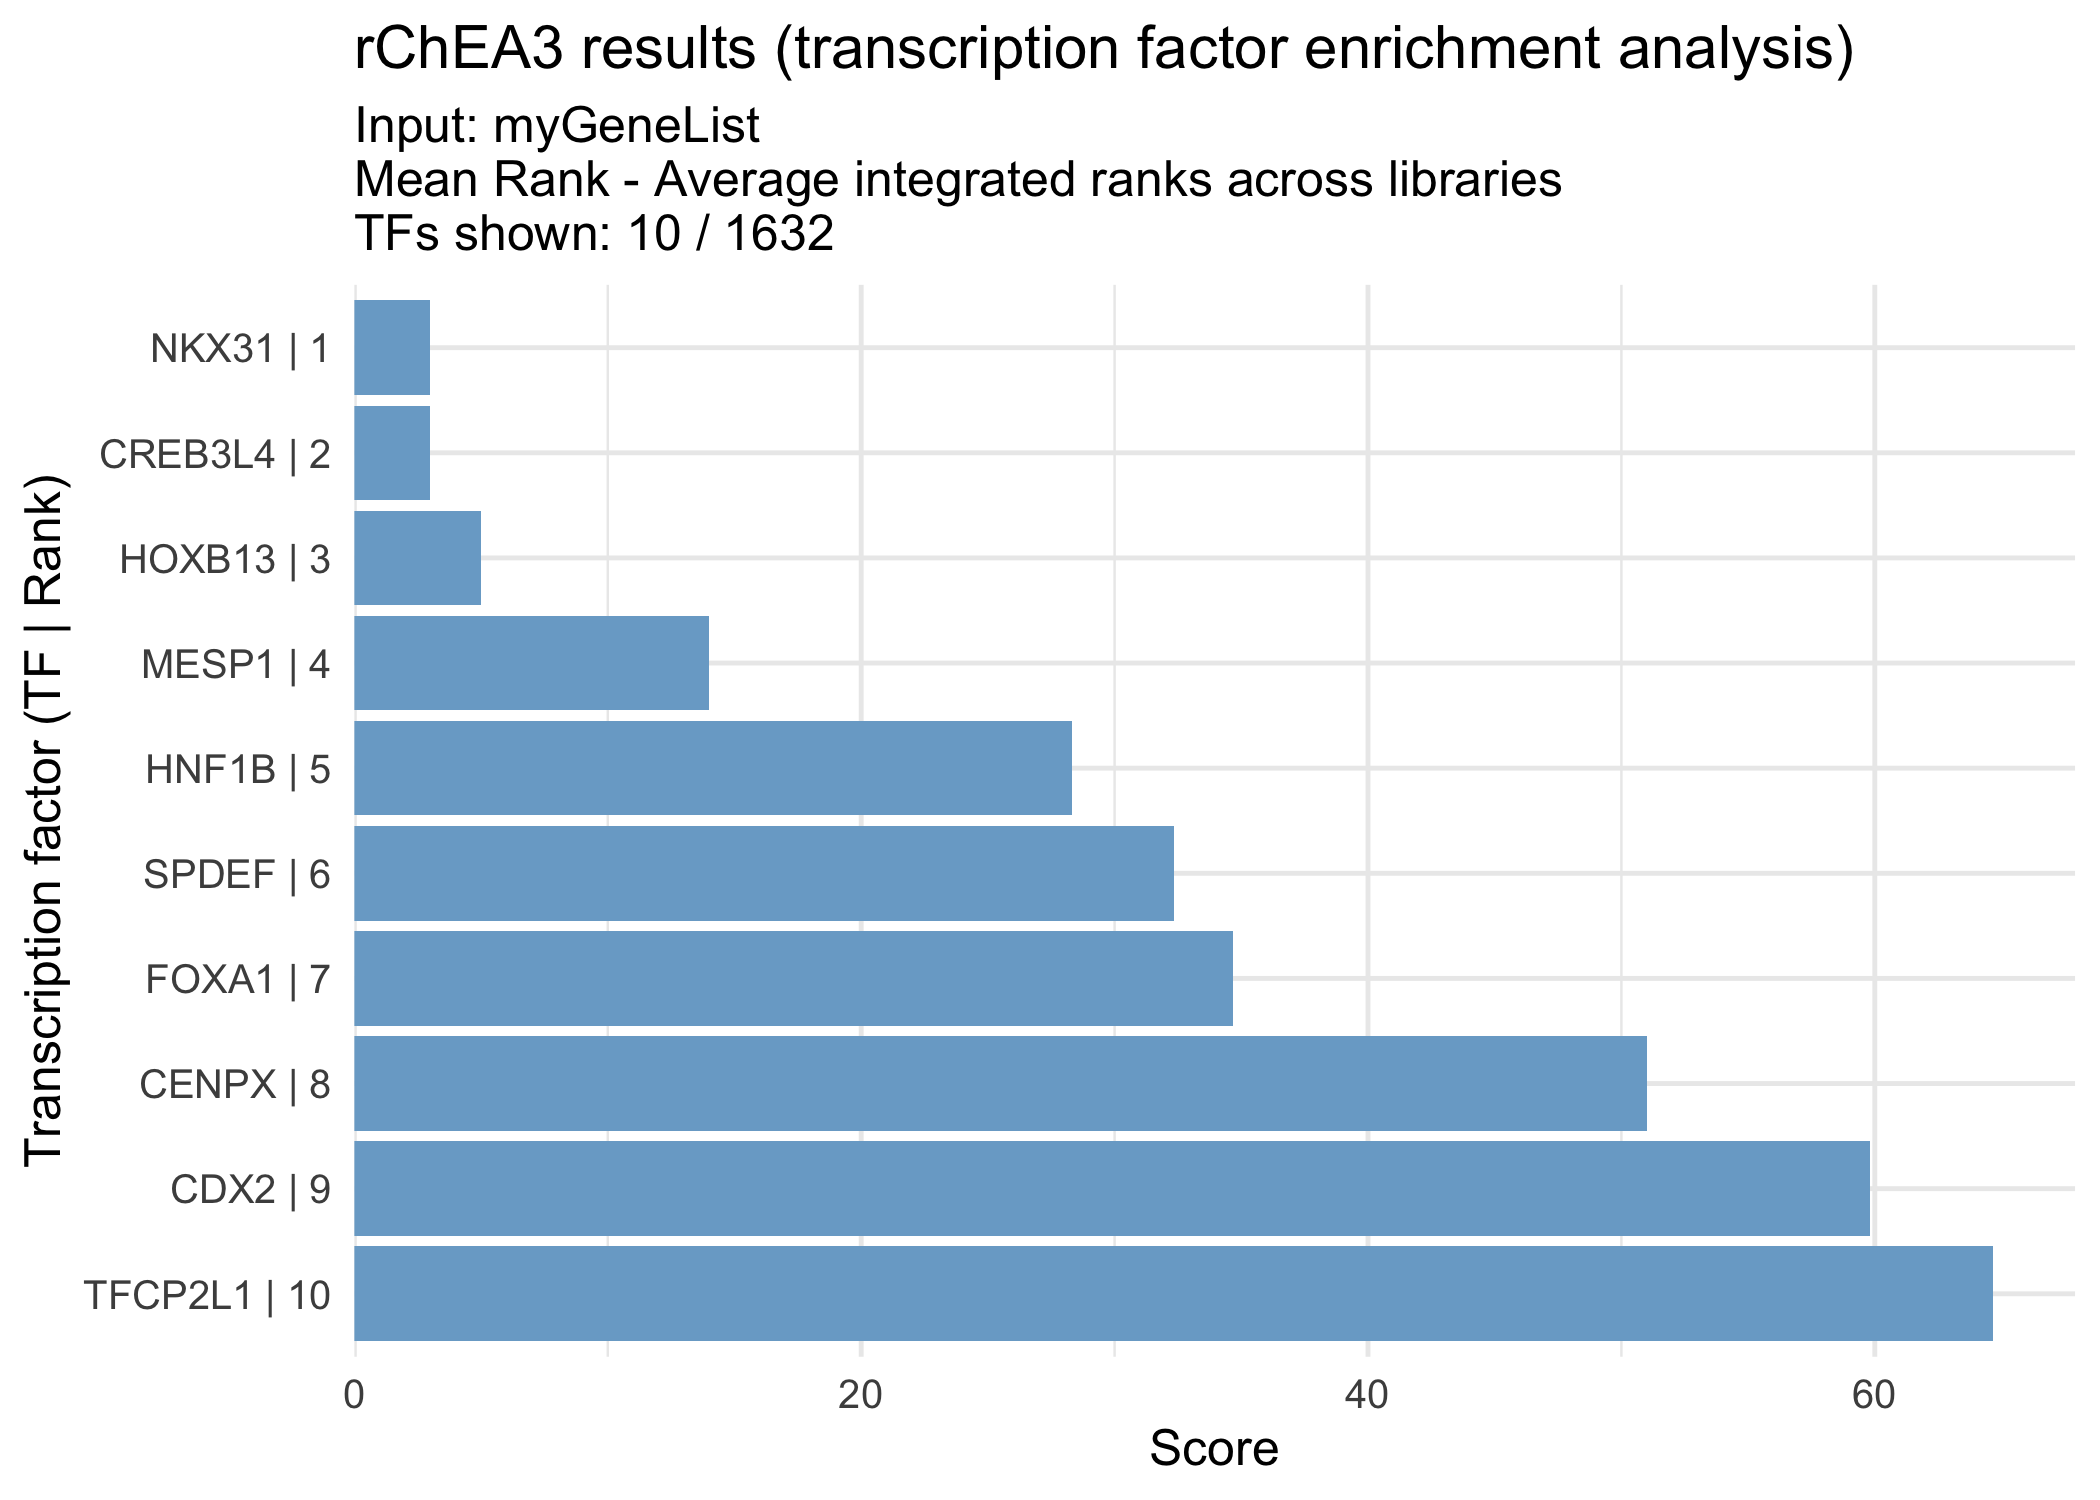 rChEA3 results (transcription factor enrichment analysis)
Input: myGeneList
Mean Rank - Average integrated ranks across libraries
TFs shown: 10 / 1632
Transcription factor (TF | Rank)
NKX31 | 1
CREB3L4 | 2
HOXB13 | 3
MESP1 | 4
HNF1B | 5
SPDEF | 6
FOXA1 | 7
CENPX | 8
CDX2 | 9
TFCP2L1 | 10
0 20 40 60
Score